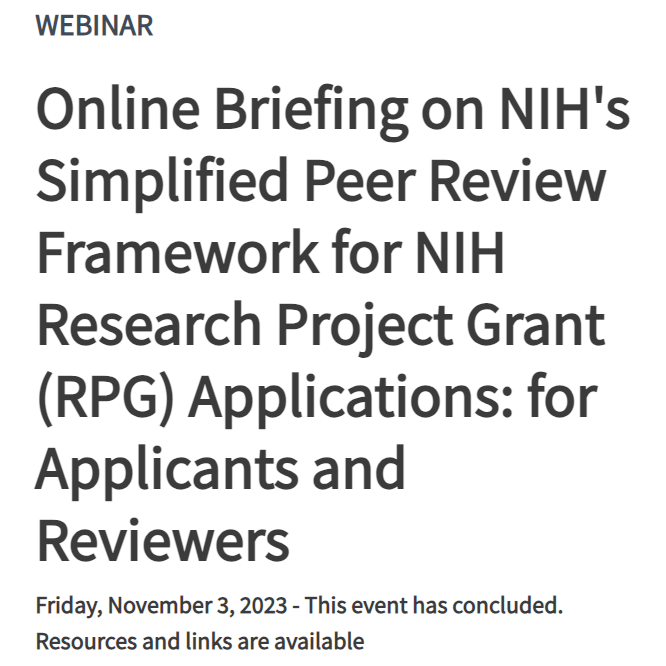 WEBINAR
Online Briefing on NIH's
Simplified Peer Review
Framework for NIH
Research Project Grant
(RPG) Applications: for
Applicants and
Reviewers
Friday, November 3, 2023 - This event has concluded.
Resources and links are available